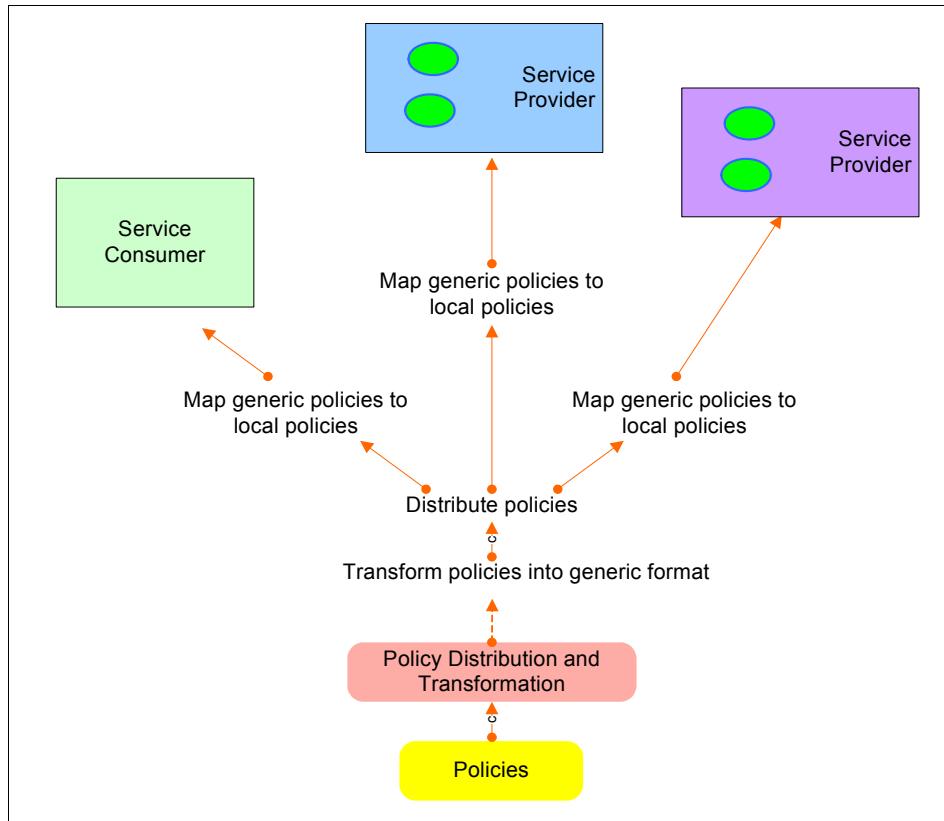 Service
Provider
Service
Provider
Service
Consumer
Map generic policies to
local policies
Map generic policies to
local policies
Map generic policies to
local policies
Distribute policies
c
Transform policies into generic format
Policy Distribution and
Transformation
c
Policies